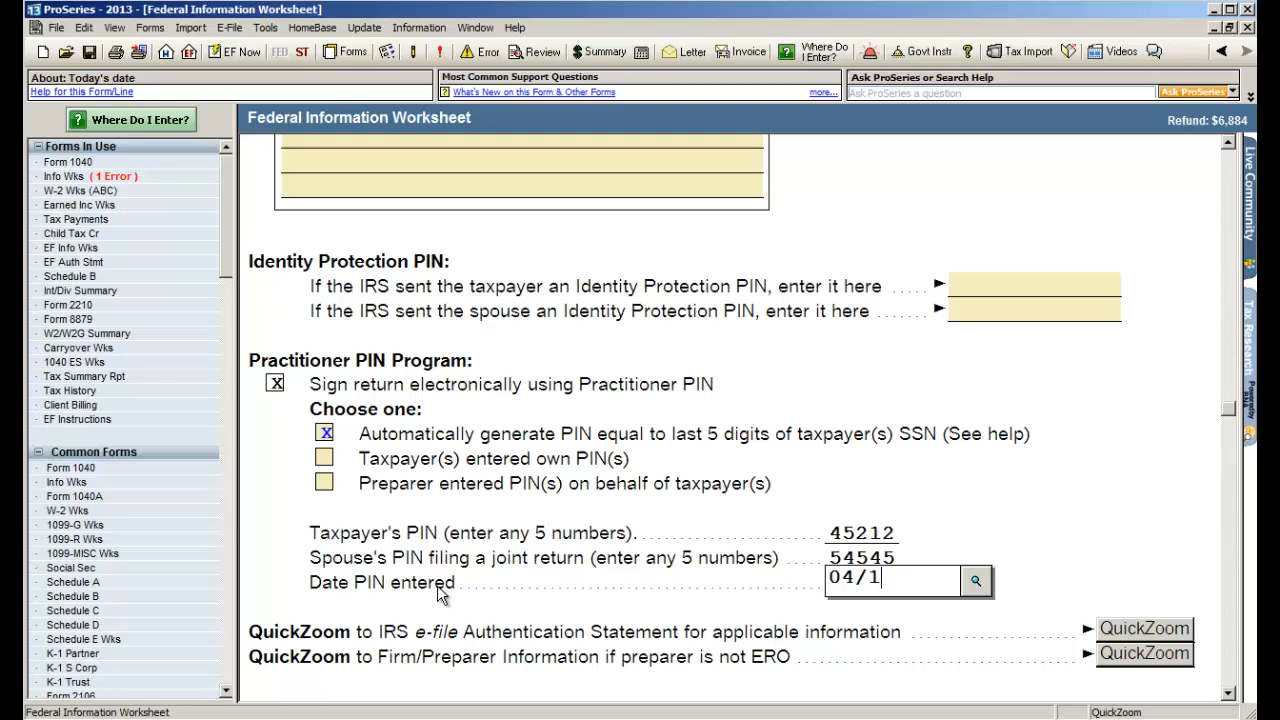 ProSeries - 2013 - [Federal Information Worksheet]
File Edit View Forms Import E-File Tools HomeBase Update Information Window Help
EF Now FED ST Forms Error Review Summary Letter Invoice Where Do I Enter? Govt Instr Tax Import Videos
About: Today's date
Help for this Form/Line
Most Common Support Questions
What's New on this Form & Other Forms more...
Ask ProSeries or Search Help
Ask ProSeries a question Ask ProSeries
Where Do I Enter?
Federal Information Worksheet Refund: $6,884
Forms In Use
Form 1040
Info Wks ( 1 Error )
W-2 Wks (ABC)
Earned Inc Wks
Tax Payments
Child Tax Cr
EF Info Wks
EF Auth Stmt
Schedule B
Int/Div Summary
Form 2210
Form 8879
W2/W2G Summary
Carryover Wks
1040 ES Wks
Tax Summary Rpt
Tax History
Client Billing
EF Instructions
Common Forms
Form 1040
Info Wks
Form 1040A
W-2 Wks
1099-G Wks
1099-R Wks
1099-MISC Wks
Social Sec
Schedule A
Schedule B
Schedule C
Schedule D
Schedule E Wks
K-1 Partner
K-1 S Corp
K-1 Trust
Form 2106
Identity Protection PIN:
If the IRS sent the taxpayer an Identity Protection PIN, enter it here
If the IRS sent the spouse an Identity Protection PIN, enter it here
Practitioner PIN Program:
X Sign return electronically using Practitioner PIN
Choose one:
X Automatically generate PIN equal to last 5 digits of taxpayer(s) SSN (See help)
Taxpayer(s) entered own PIN(s)
Preparer entered PIN(s) on behalf of taxpayer(s)
Taxpayer's PIN (enter any 5 numbers) 45212
Spouse's PIN filing a joint return (enter any 5 numbers) 54545
Date PIN entered 04/1
QuickZoom to IRS e-file Authentication Statement for applicable information QuickZoom
QuickZoom to Firm/Preparer Information if preparer is not ERO QuickZoom
Live Community
Tax Research
Federal Information Worksheet QuickZoom